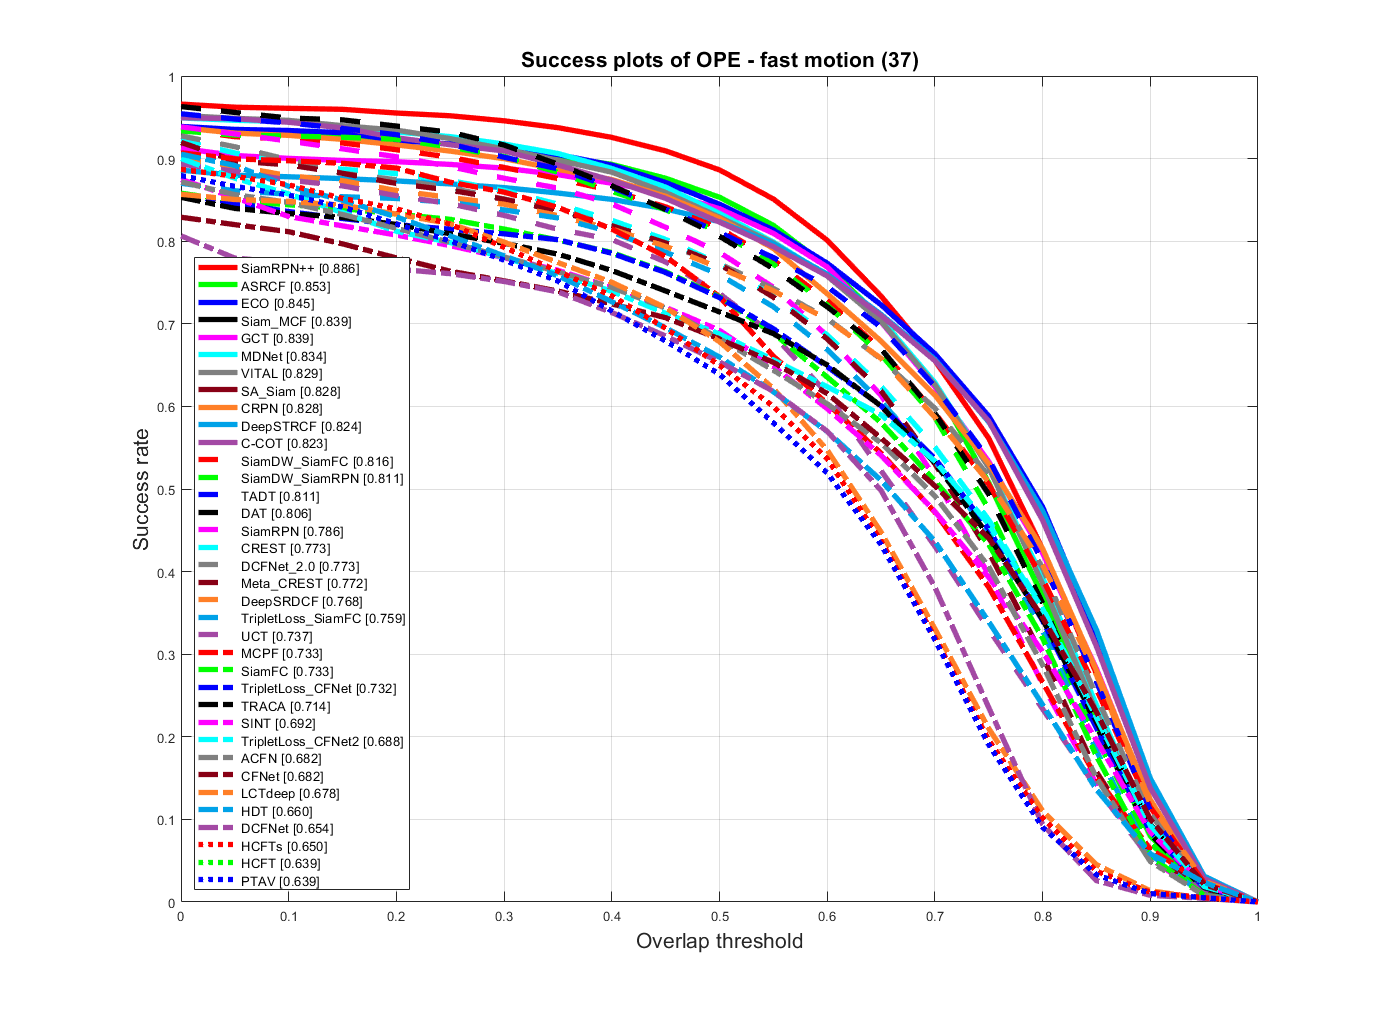 Success plots of OPE - fast motion (37)
1
0.9
0.8
0.7
0.6
0.5
0.4
0.3
0.2
0.1
0
Success rate
SiamRPN++ [0.886]
ASRCF [0.853]
ECO [0.845]
Siam_MCF [0.839]
GCT [0.839]
MDNet [0.834]
VITAL [0.829]
SA_Siam [0.828]
CRPN [0.828]
DeepSTRCF [0.824]
C-COT [0.823]
SiamDW_SiamFC [0.816]
SiamDW_SiamRPN [0.811]
TADT [0.811]
DAT [0.806]
SiamRPN [0.786]
CREST [0.773]
DCFNet_2.0 [0.773]
Meta_CREST [0.772]
DeepSRDCF [0.768]
TripletLoss_SiamFC [0.759]
UCT [0.737]
MCPF [0.733]
SiamFC [0.733]
TripletLoss_CFNet [0.732]
TRACA [0.714]
SINT [0.692]
TripletLoss_CFNet2 [0.688]
ACFN [0.682]
CFNet [0.682]
LCTdeep [0.678]
HDT [0.660]
DCFNet [0.654]
HCFTs [0.650]
HCFT [0.639]
PTAV [0.639]
0 0.1 0.2 0.3 0.4 0.5 0.6 0.7 0.8 0.9 1
Overlap threshold